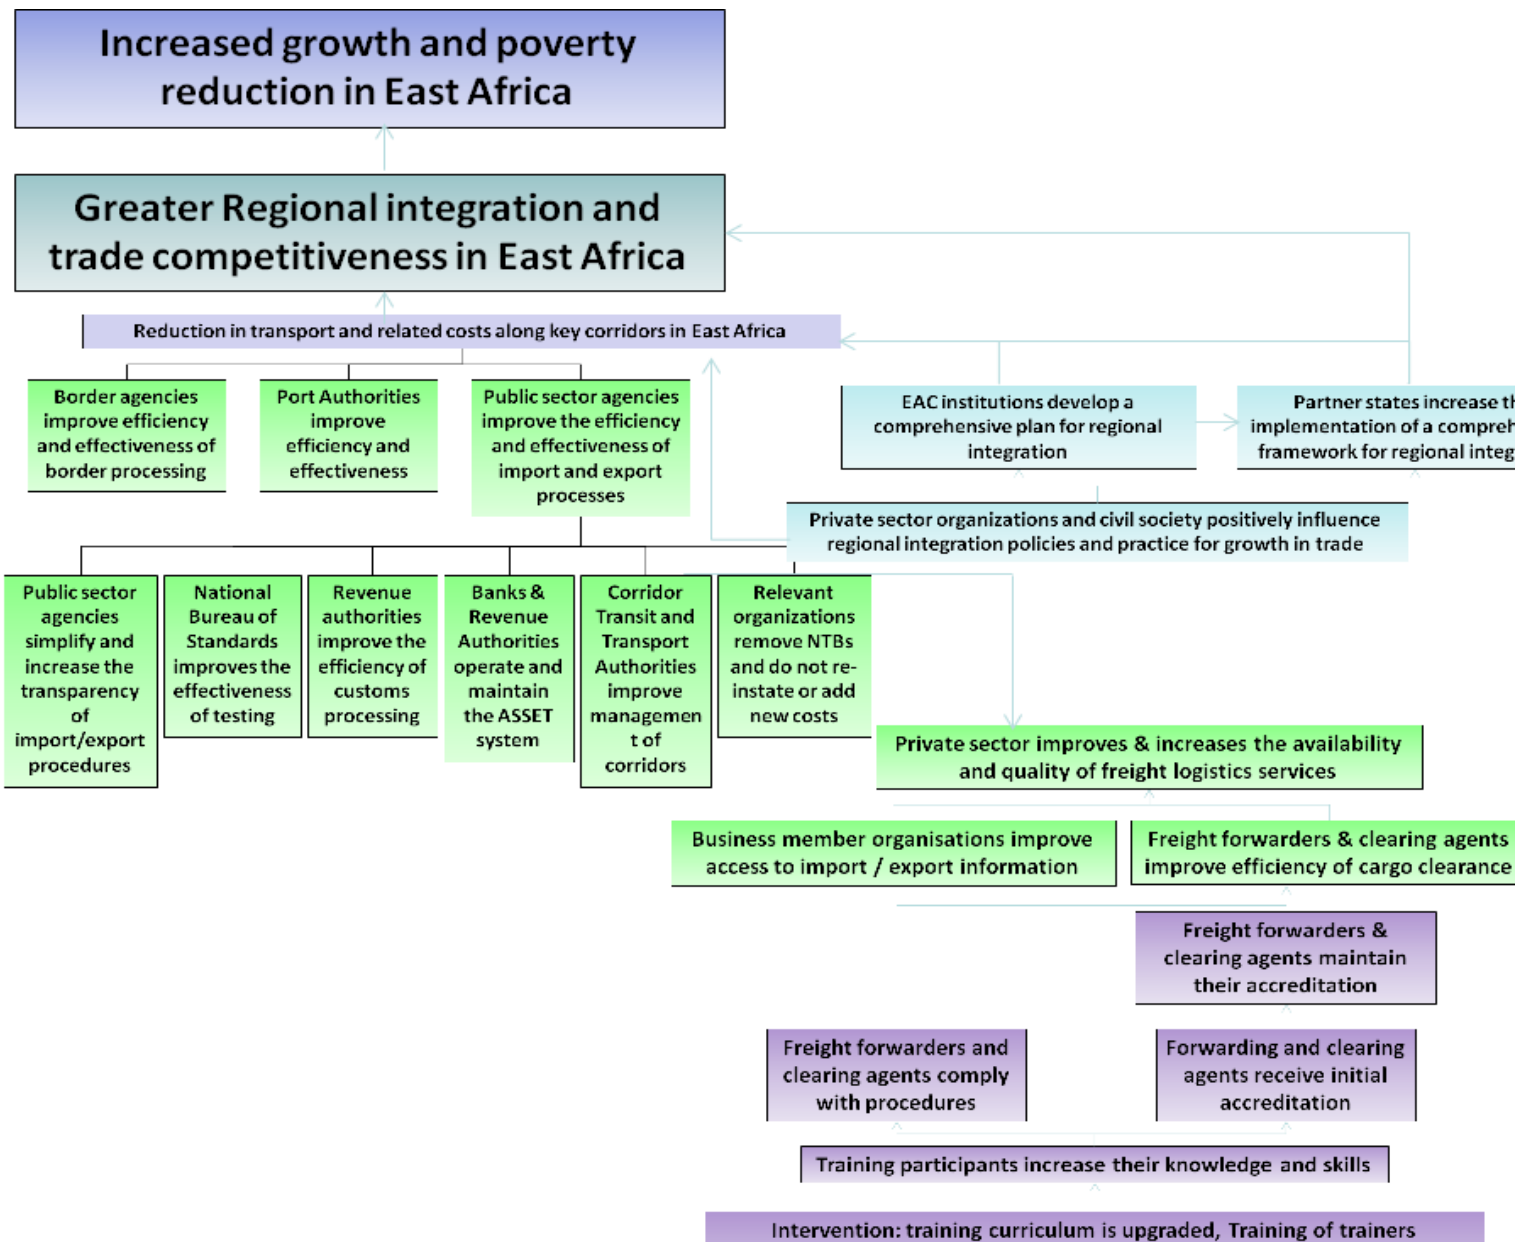 Increased growth and poverty
reduction in East Africa
Greater Regional integration and
trade competitiveness in East Africa
Reduction in transport and related costs along key corridors in East Africa
Border agencies
improve efficiency
and effectiveness of
border processing
Port Authorities
improve
efficiency and
effectiveness
Public sector agencies
improve the efficiency
and effectiveness of
import and export
processes
EAC institutions develop a
comprehensive plan for regional
integration
Partner states increase th
implementation of a compreh
framework for regional integ
Private sector organizations and civil society positively influence
regional integration policies and practice for growth in trade
Public sector
agencies
simplify and
increase the
transparency
of
import/export
procedures
National
Bureau of
Standards
improves the
effectiveness
of testing
Revenue
authorities
improve the
efficiency of
customs
processing
Banks &
Revenue
Authorities
operate and
maintain
the ASSET
system
Corridor
Transit and
Transport
Authorities
improve
managemen
t of
corridors
Relevant
organizations
remove NTBs
and do not re-
instate or add
new costs
Private sector improves & increases the availability
and quality of freight logistics services
Business member organisations improve
access to import / export information
Freight forwarders & clearing agents
improve efficiency of cargo clearance
Freight forwarders &
clearing agents maintain
their accreditation
Freight forwarders and
clearing agents comply
with procedures
Forwarding and clearing
agents receive initial
accreditation
Training participants increase their knowledge and skills
Intervention: training curriculum is upgraded, Training of trainers